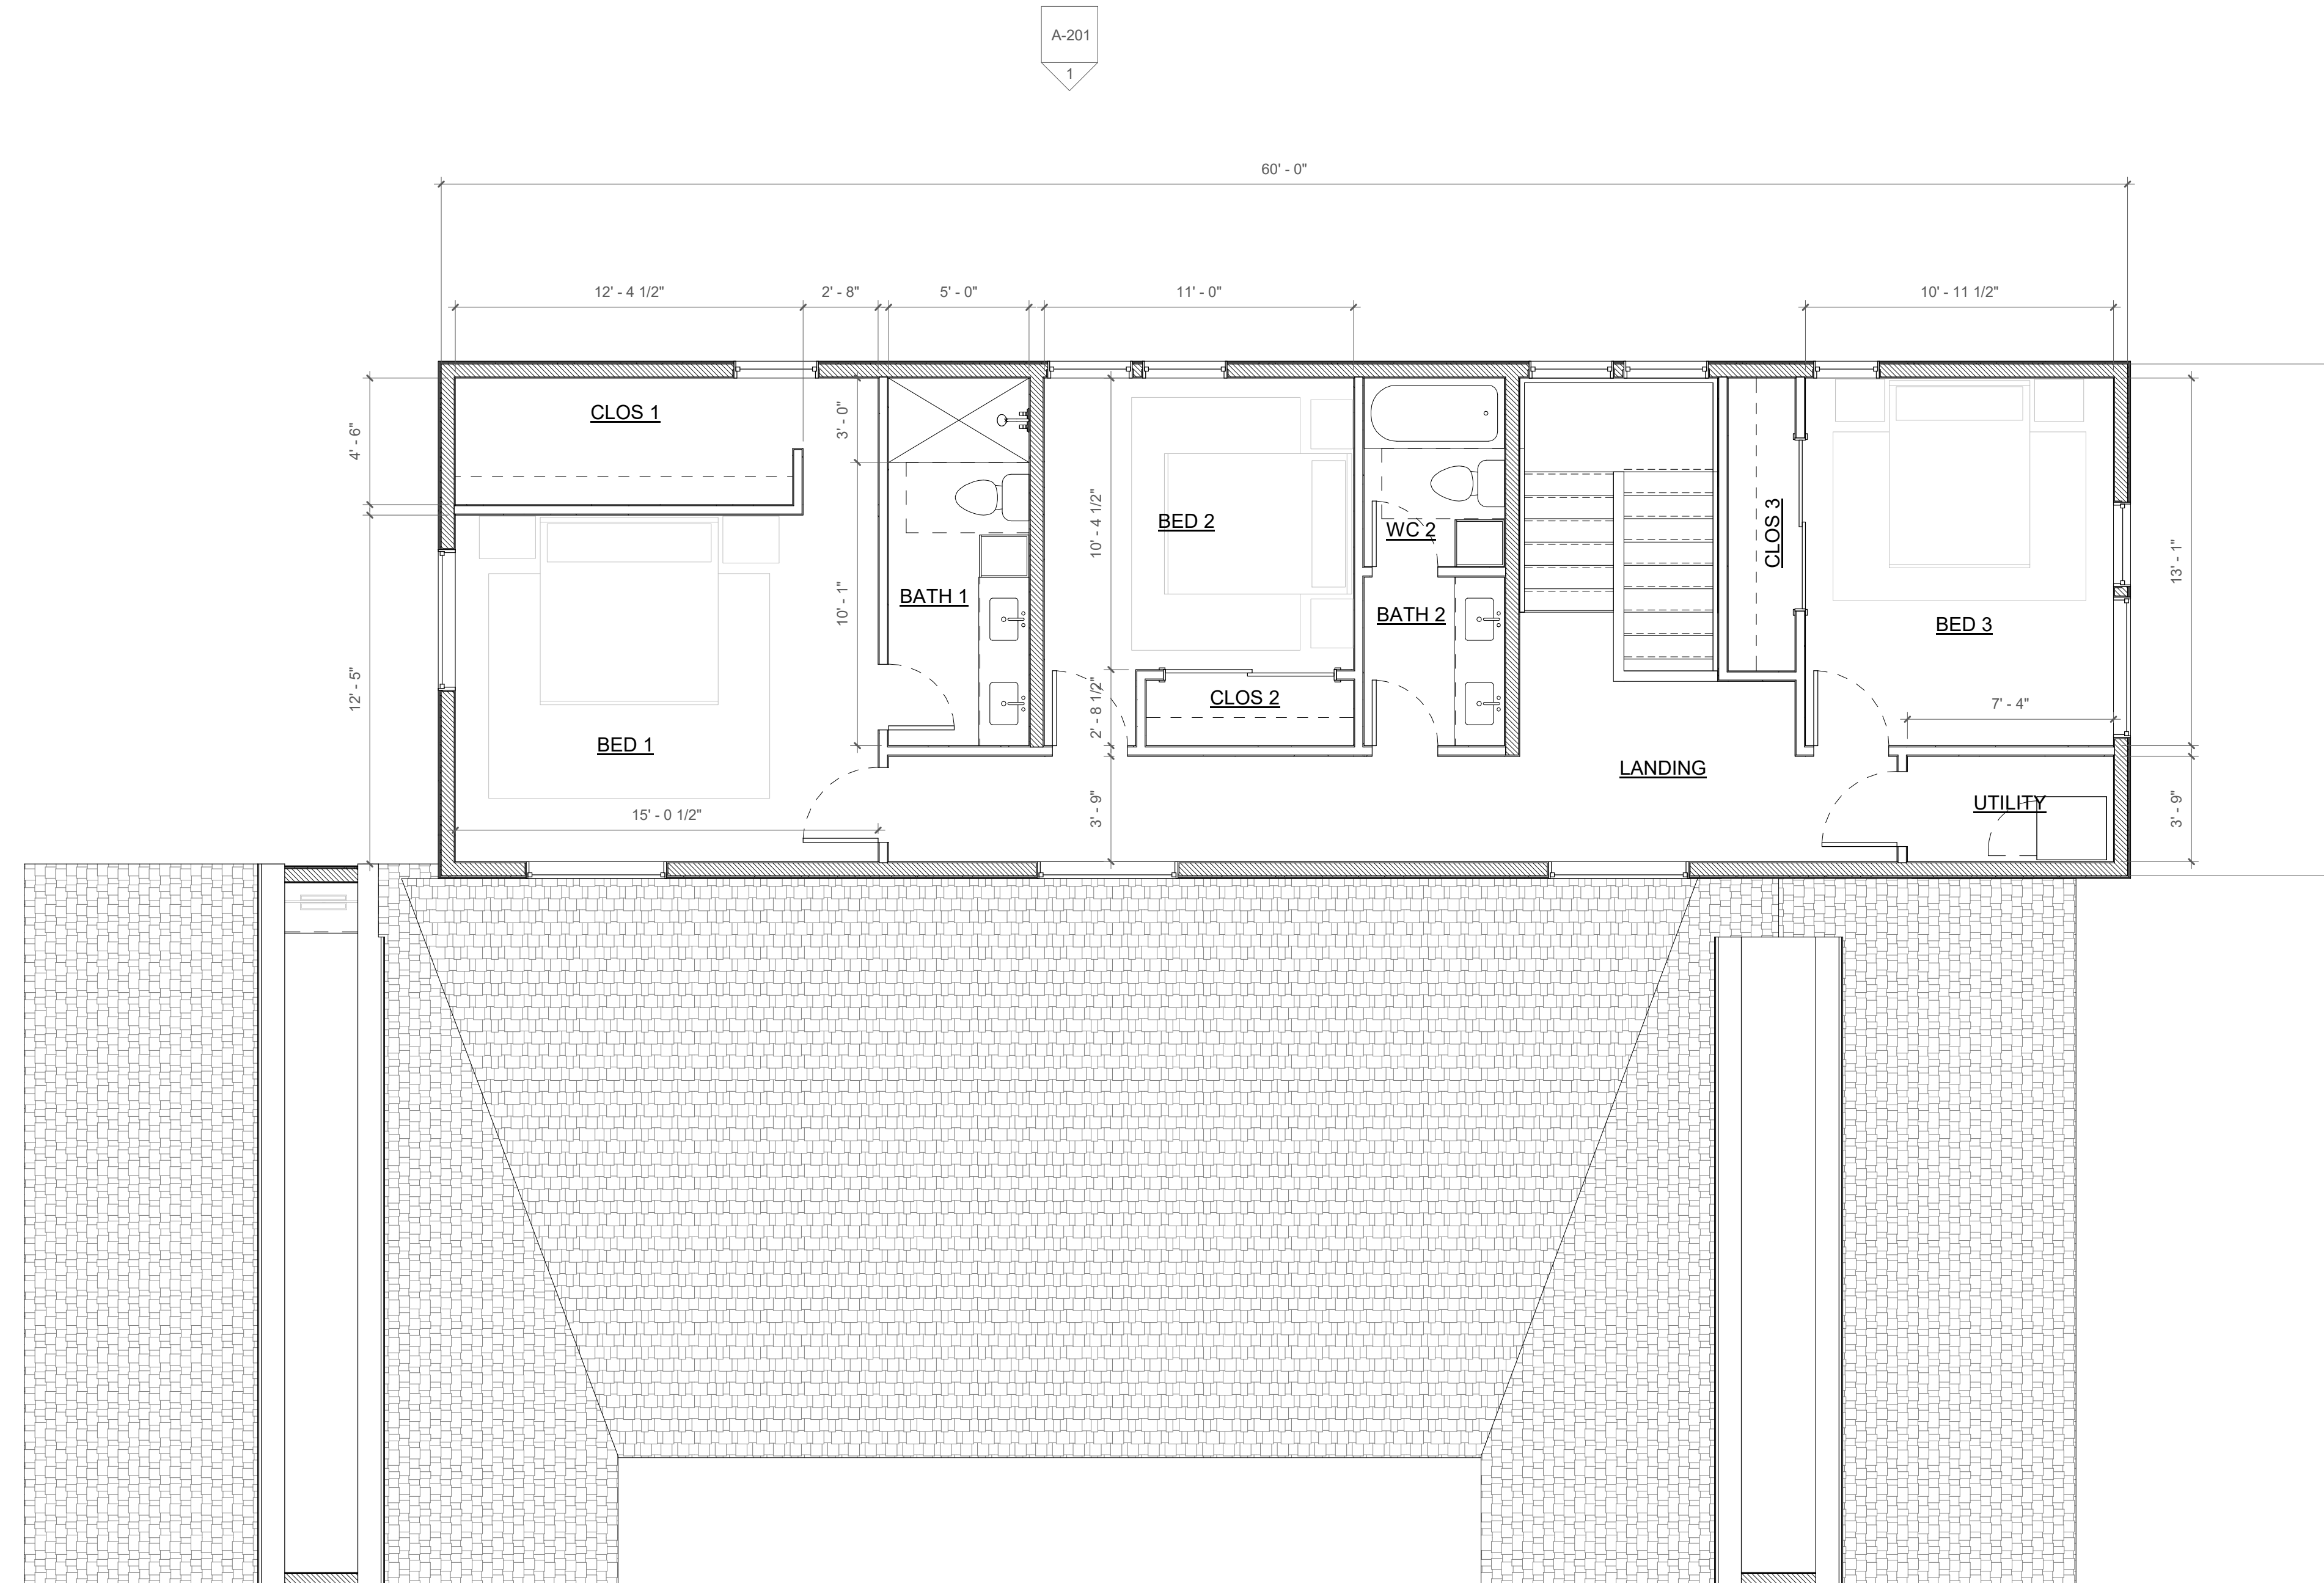 A-201
1
60' - 0"
12' - 4 1/2"
2' - 8"
5' - 0"
11' - 0"
10' - 11 1/2"
4' - 6"
CLOS 1
3' - 0"
10' - 4 1/2"
BED 2
WC 2
CLOS 3
13' - 1"
10' - 1"
BATH 1
BATH 2
BED 3
12' - 5"
BED 1
2' - 8 1/2"
CLOS 2
7' - 4"
LANDING
15' - 0 1/2"
3' - 9"
UTILITY
3' - 9"